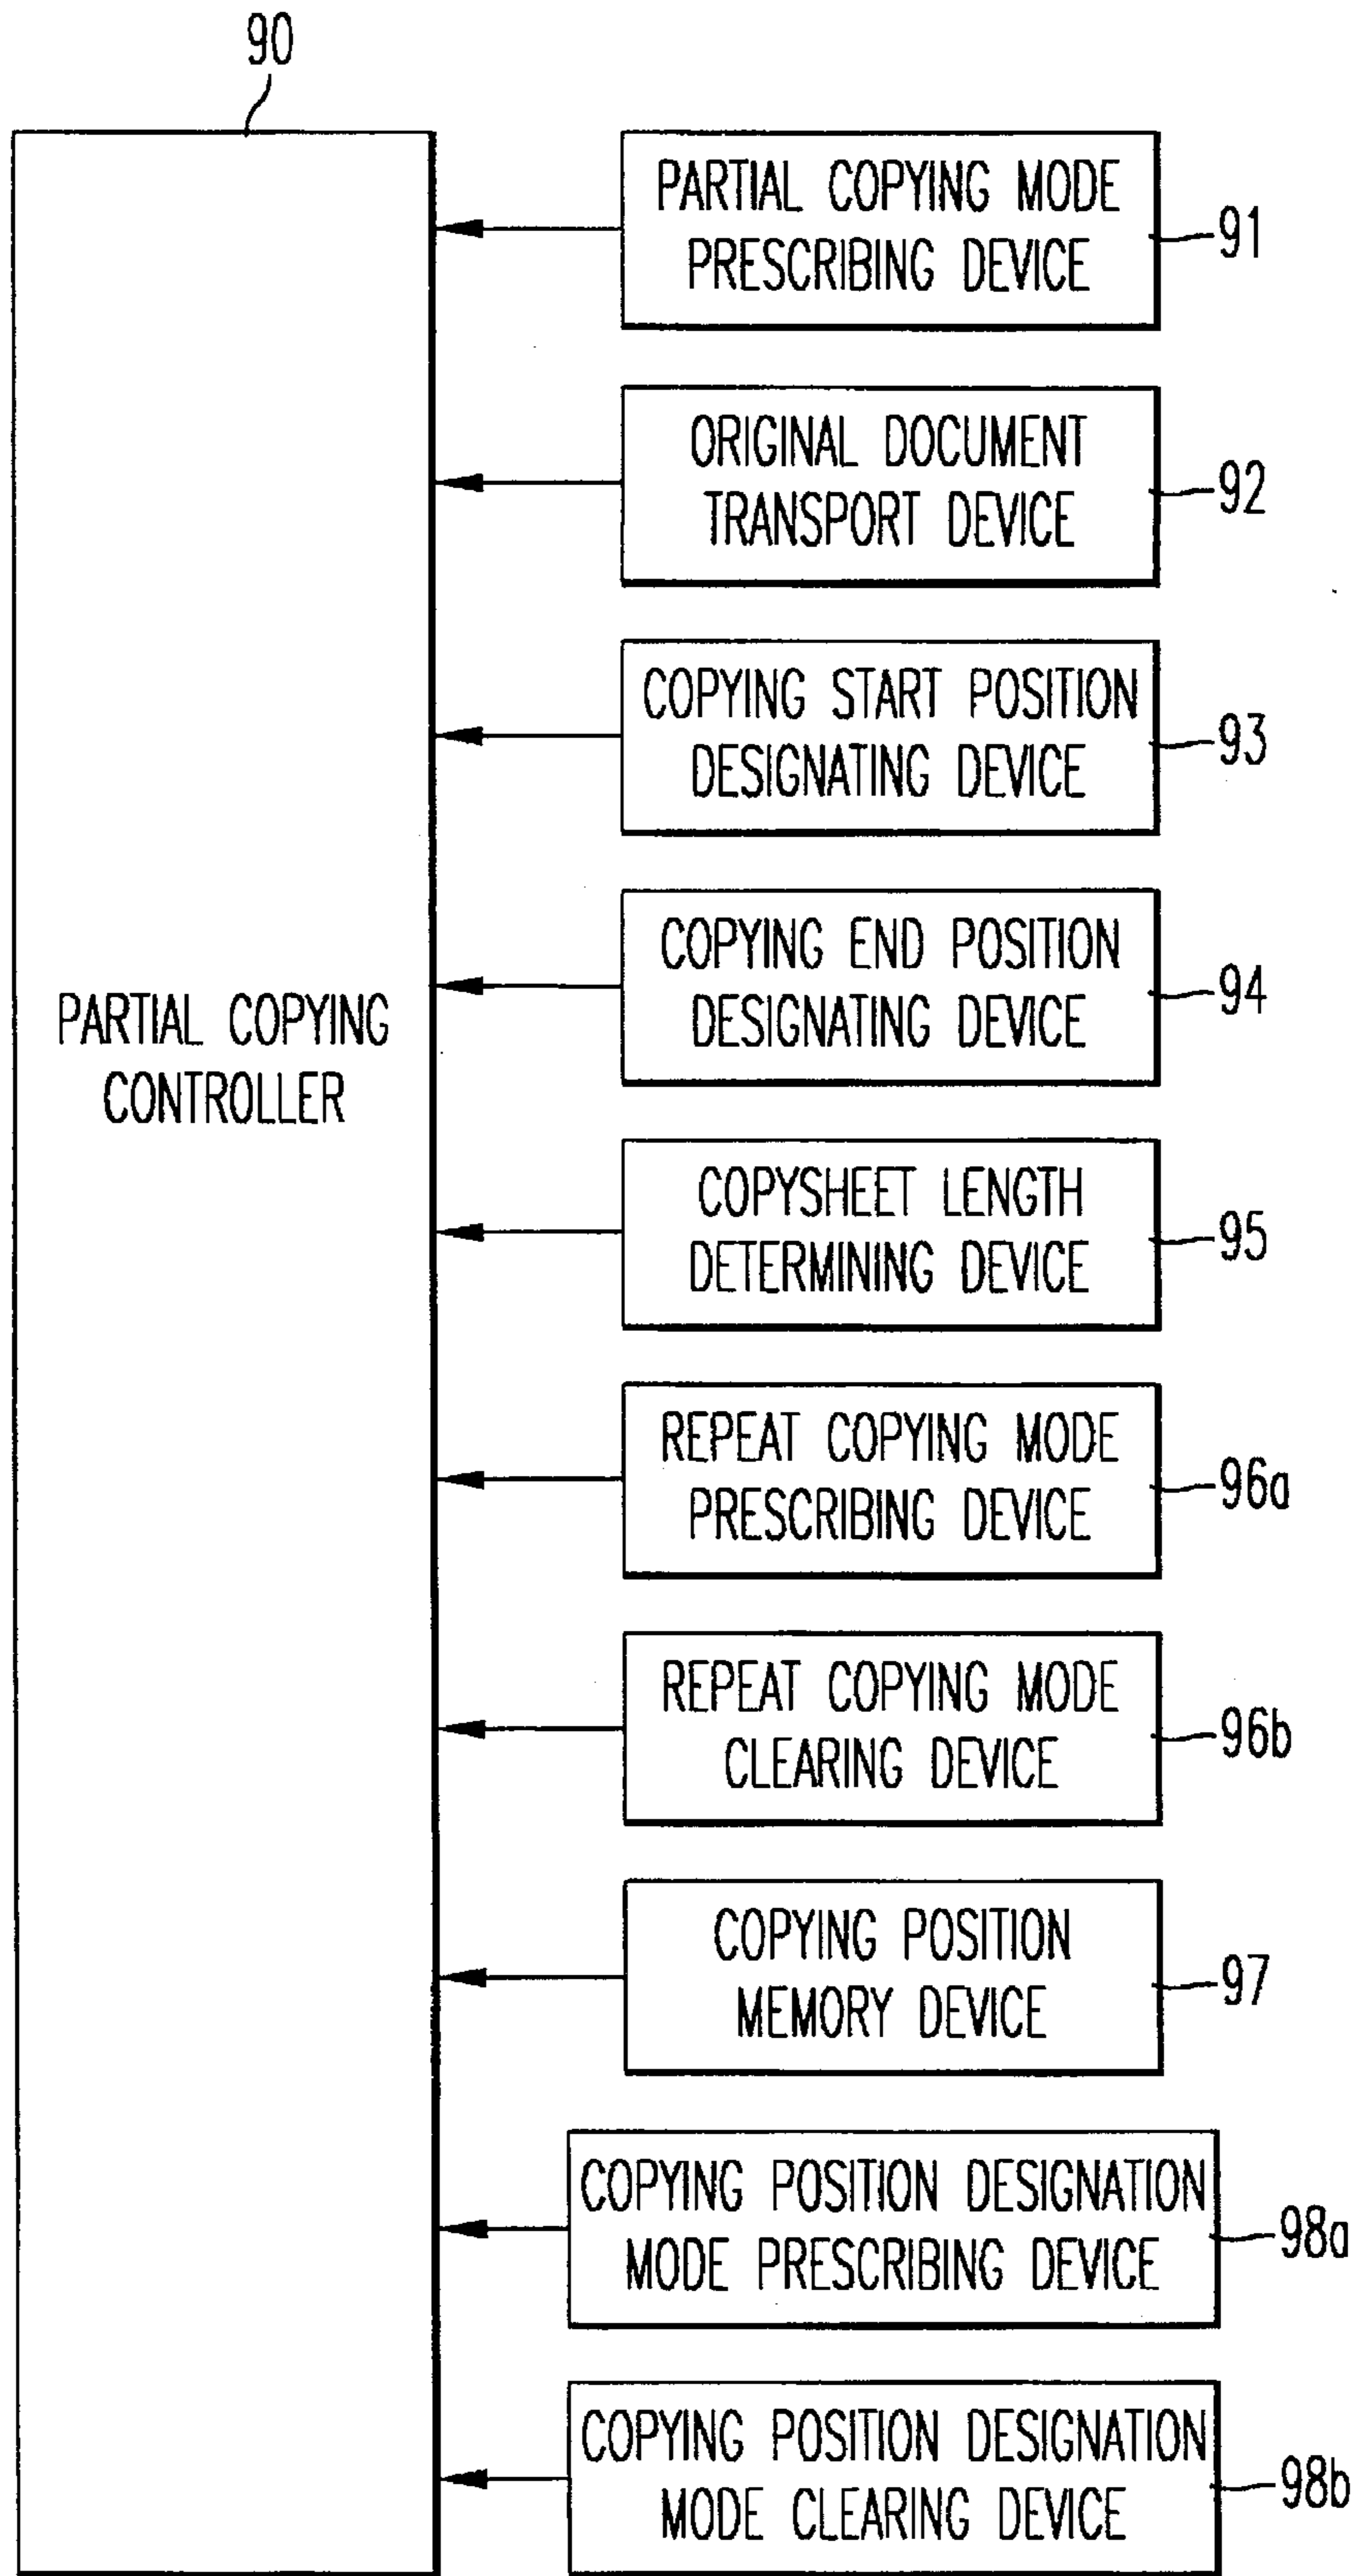 90
PARTIAL COPYING
CONTROLLER
PARTIAL COPYING MODE
PRESCRIBING DEVICE
91
ORIGINAL DOCUMENT
TRANSPORT DEVICE
92
COPYING START POSITION
DESIGNATING DEVICE
93
COPYING END POSITION
DESIGNATING DEVICE
94
COPYSHEET LENGTH
DETERMINING DEVICE
95
REPEAT COPYING MODE
PRESCRIBING DEVICE
96a
REPEAT COPYING MODE
CLEARING DEVICE
96b
COPYING POSITION
MEMORY DEVICE
97
COPYING POSITION DESIGNATION
MODE PRESCRIBING DEVICE
98a
COPYING POSITION DESIGNATION
MODE CLEARING DEVICE
98b